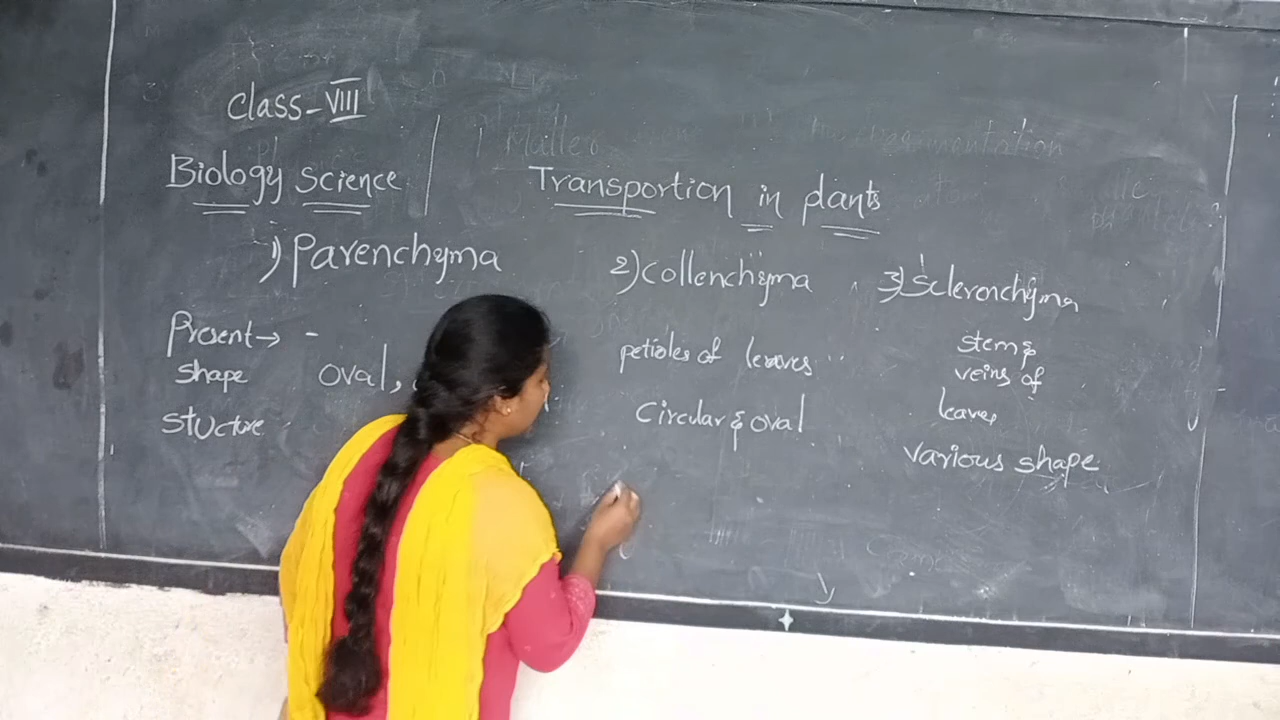 Class - VIII
Biology Science
Transportion in plants
1) Parenchyma
2) Collenchyma
3) Sclerenchyma
Present → -
shape oval,
stucture
petioles of leaves
Circular & oval
stem &
veins of
leaves
various shape